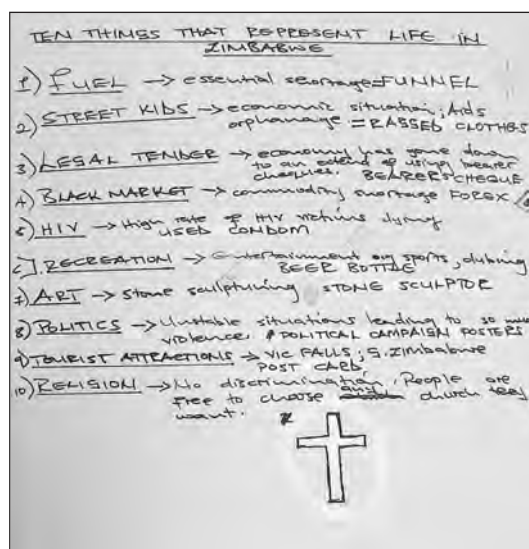 TEN THINGS THAT REPRESENT LIFE IN
ZIMBABWE
1) FUEL → essential shortage = FUNNEL
2) STREET KIDS → economic situation; Aids
orphanage = RAGGED CLOTHES
3) LEGAL TENDER → economy has gone down
to an extend of using bearer
cheques. BEARER'S CHEQUE
4) BLACK MARKET → commodity shortage FOREX
5) HIV → High rate of HIV victims dying
USED CONDOM
6) RECREATION → Entertainment eg sports, clubing
BEER BOTTLE
7) ART → Stone sculpturing STONE SCULPTOR
8) POLITICS → Unstable situations leading to so much
violence. POLITICAL CAMPAIGN POSTERS
9) TOURIST ATTRACTIONS → VIC FALLS; G. Zimbabwe
POST CARD
10) RELIGION → No discrimination. People are
free to choose any church they
want.